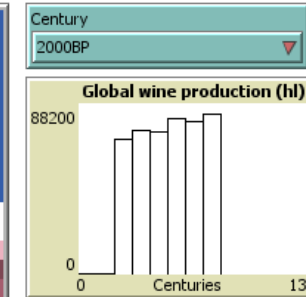 Century
2000BP
Global wine production (hl)
88200
0
0 Centuries 13